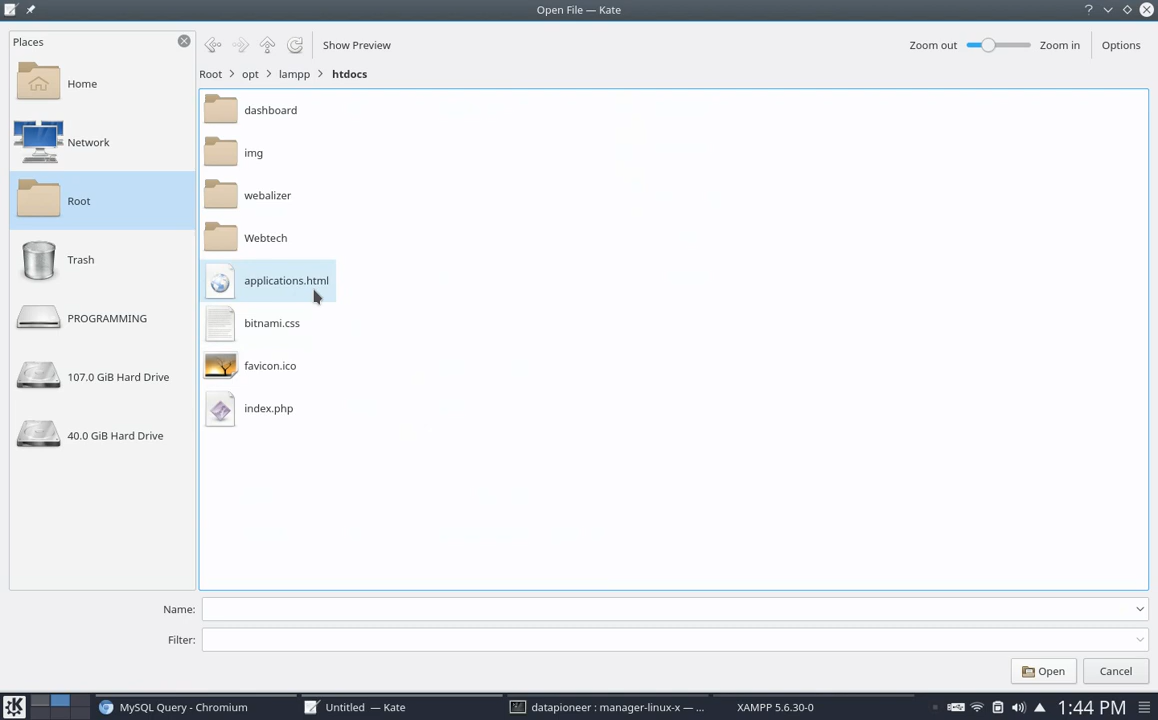 Open File — Kate
Places
Show Preview
Zoom out
Zoom in
Options
Root > opt > lampp > htdocs
Home
Network
Root
Trash
PROGRAMMING
107.0 GiB Hard Drive
40.0 GiB Hard Drive
dashboard
img
webalizer
Webtech
applications.html
bitnami.css
favicon.ico
index.php
Name:
Filter:
Open
Cancel
MySQL Query - Chromium
Untitled — Kate
datapioneer : manager-linux-x — ...
XAMPP 5.6.30-0
1:44 PM